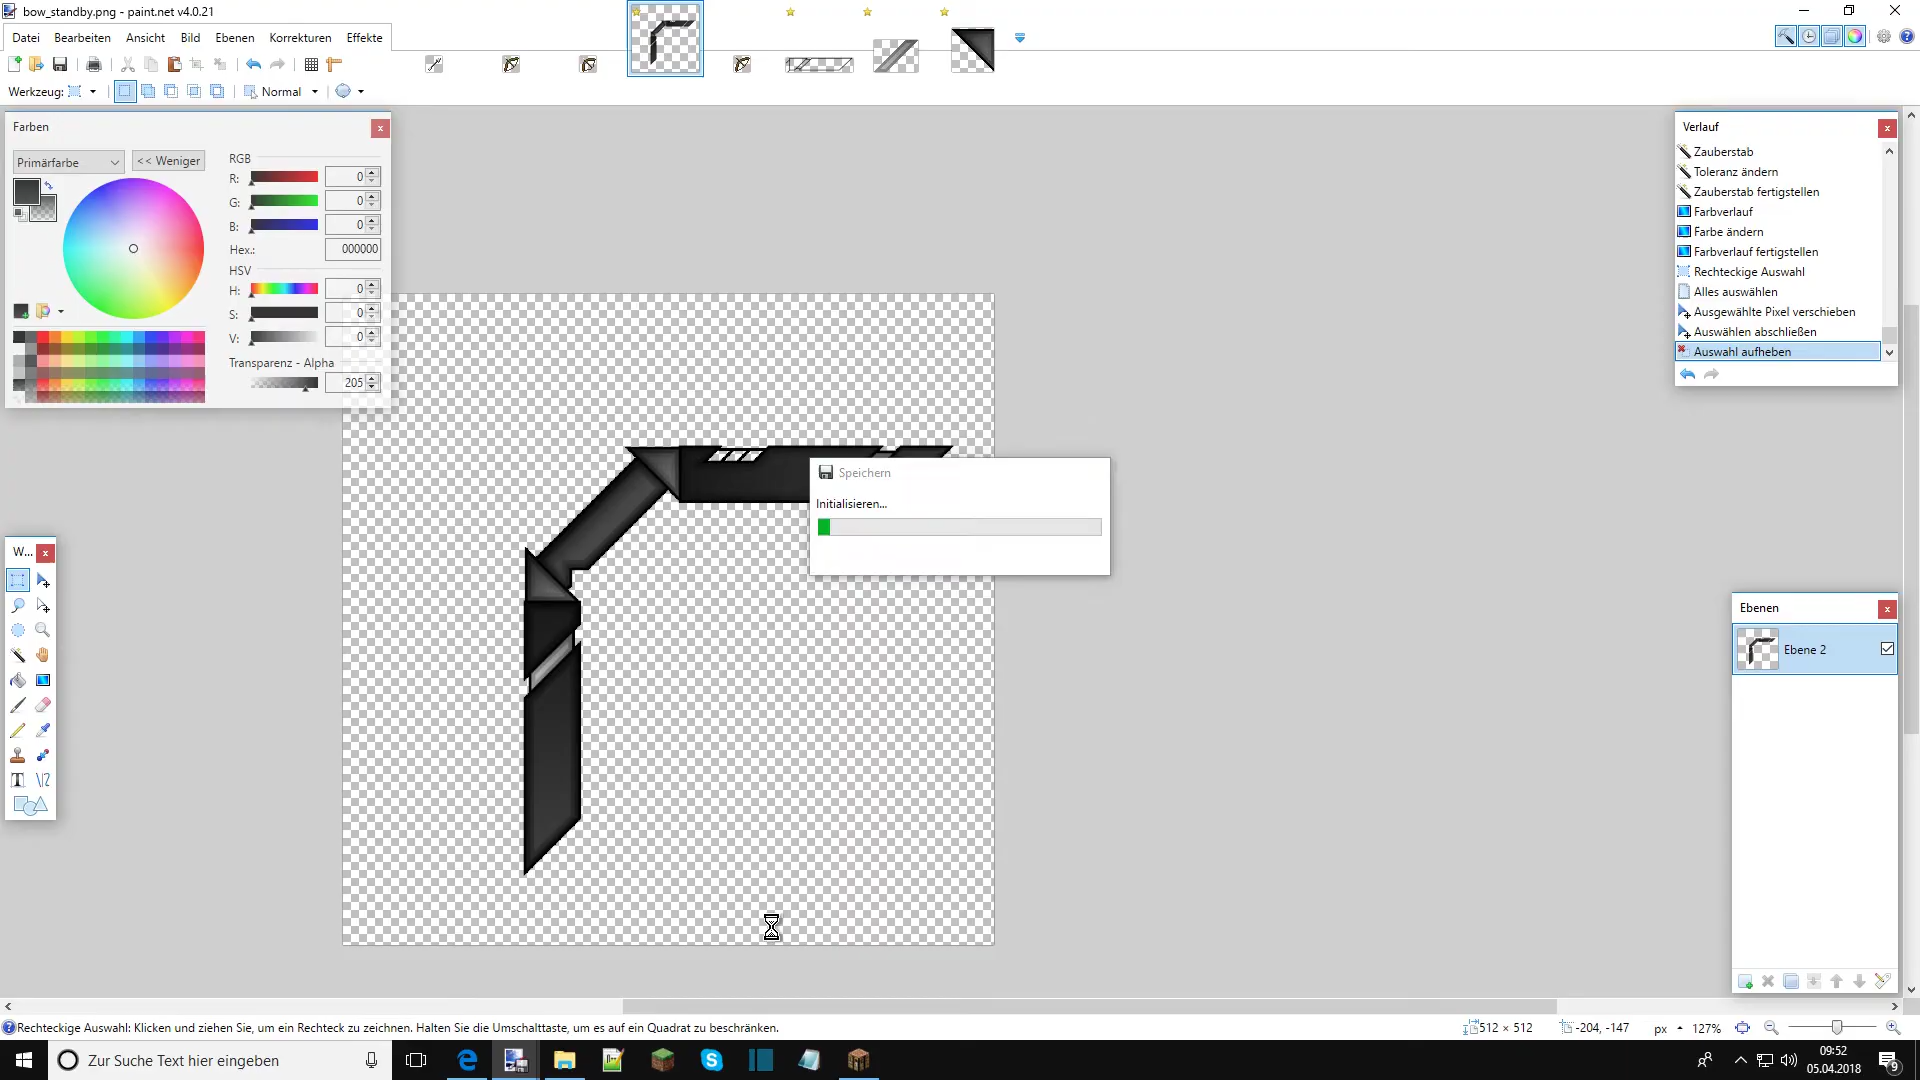 bow_standby.png - paint.net v4.0.21
Datei Bearbeiten Ansicht Bild Ebenen Korrekturen Effekte
Werkzeug: Normal
Farben
Primärfarbe
<< Weniger
RGB
R: 0
G: 0
B: 0
Hex.: 000000
HSV
H: 0
S: 0
V: 0
Transparenz - Alpha
205
Verlauf
Zauberstab
Toleranz ändern
Zauberstab fertigstellen
Farbverlauf
Farbe ändern
Farbverlauf fertigstellen
Rechteckige Auswahl
Alles auswählen
Ausgewählte Pixel verschieben
Auswählen abschließen
Auswahl aufheben
Speichern
Initialisieren...
W...
Ebenen
Ebene 2
Rechteckige Auswahl: Klicken und ziehen Sie, um ein Rechteck zu zeichnen. Halten Sie die Umschalttaste, um es auf ein Quadrat zu beschränken.
512 × 512
-204, -147
px
127%
Zur Suche Text hier eingeben
09:52
05.04.2018
9